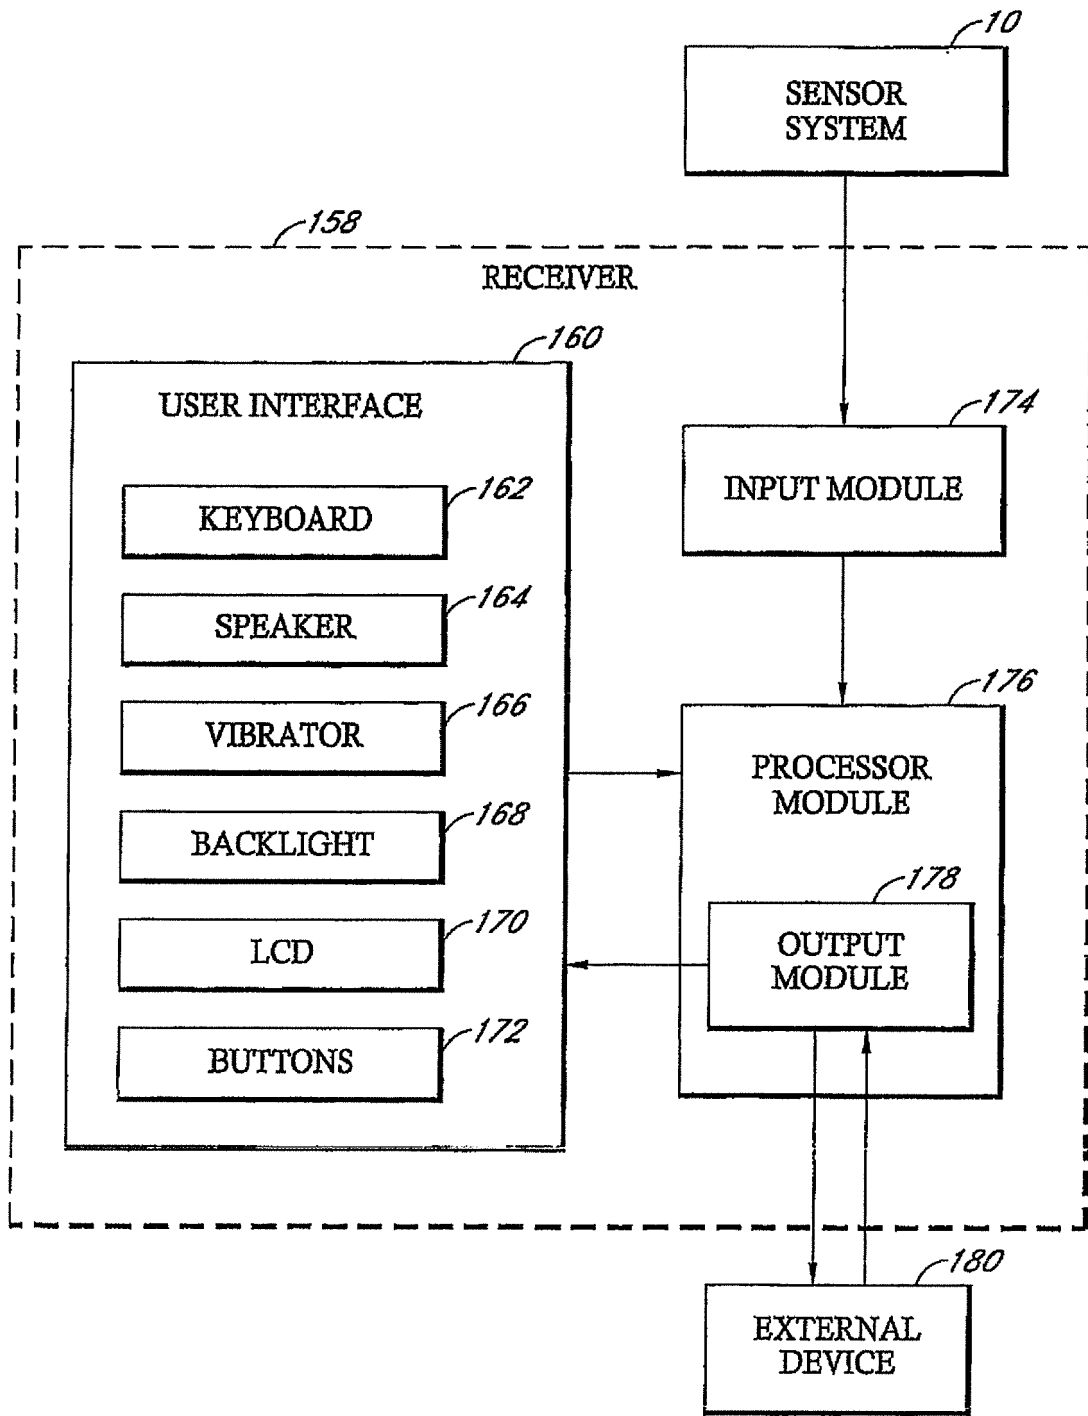 10
SENSOR
SYSTEM
158
RECEIVER
160
USER INTERFACE
174
INPUT MODULE
162
KEYBOARD
164
SPEAKER
166
VIBRATOR
176
PROCESSOR
MODULE
168
BACKLIGHT
178
OUTPUT
MODULE
170
LCD
172
BUTTONS
180
EXTERNAL
DEVICE